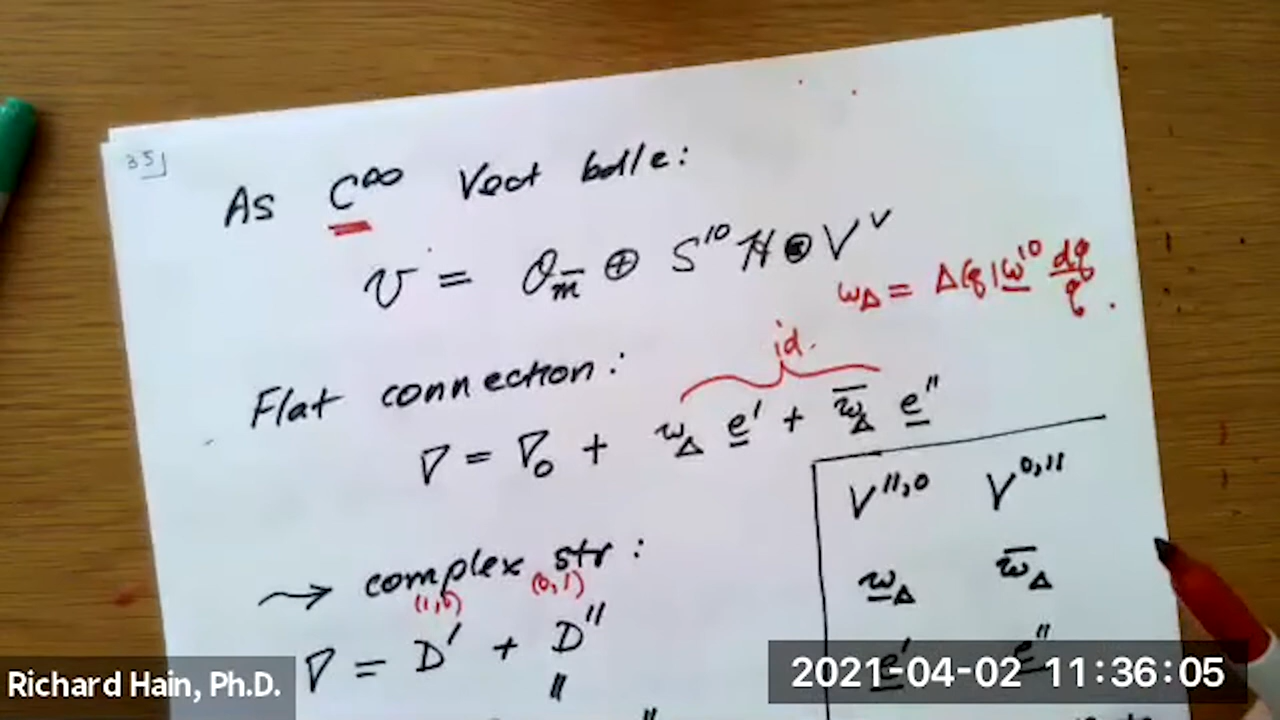 35
As C^∞ Vect bdle:
𝒱 = 𝒪_m̄ ⊕ S^10 ℋ ⊗ V^∨
ω_Δ = Δ(q) ω^10 dq/q .
Flat connection:
id.
∇ = ∇_0 + ω_Δ e' + ω̄_Δ e''
V^11,0 V^0,11
ω_Δ ω̄_Δ
e' e''
→ complex str:
(1,0) (0,1)
∇ = D' + D''
"
Richard Hain, Ph.D.
2021-04-02 11:36:05